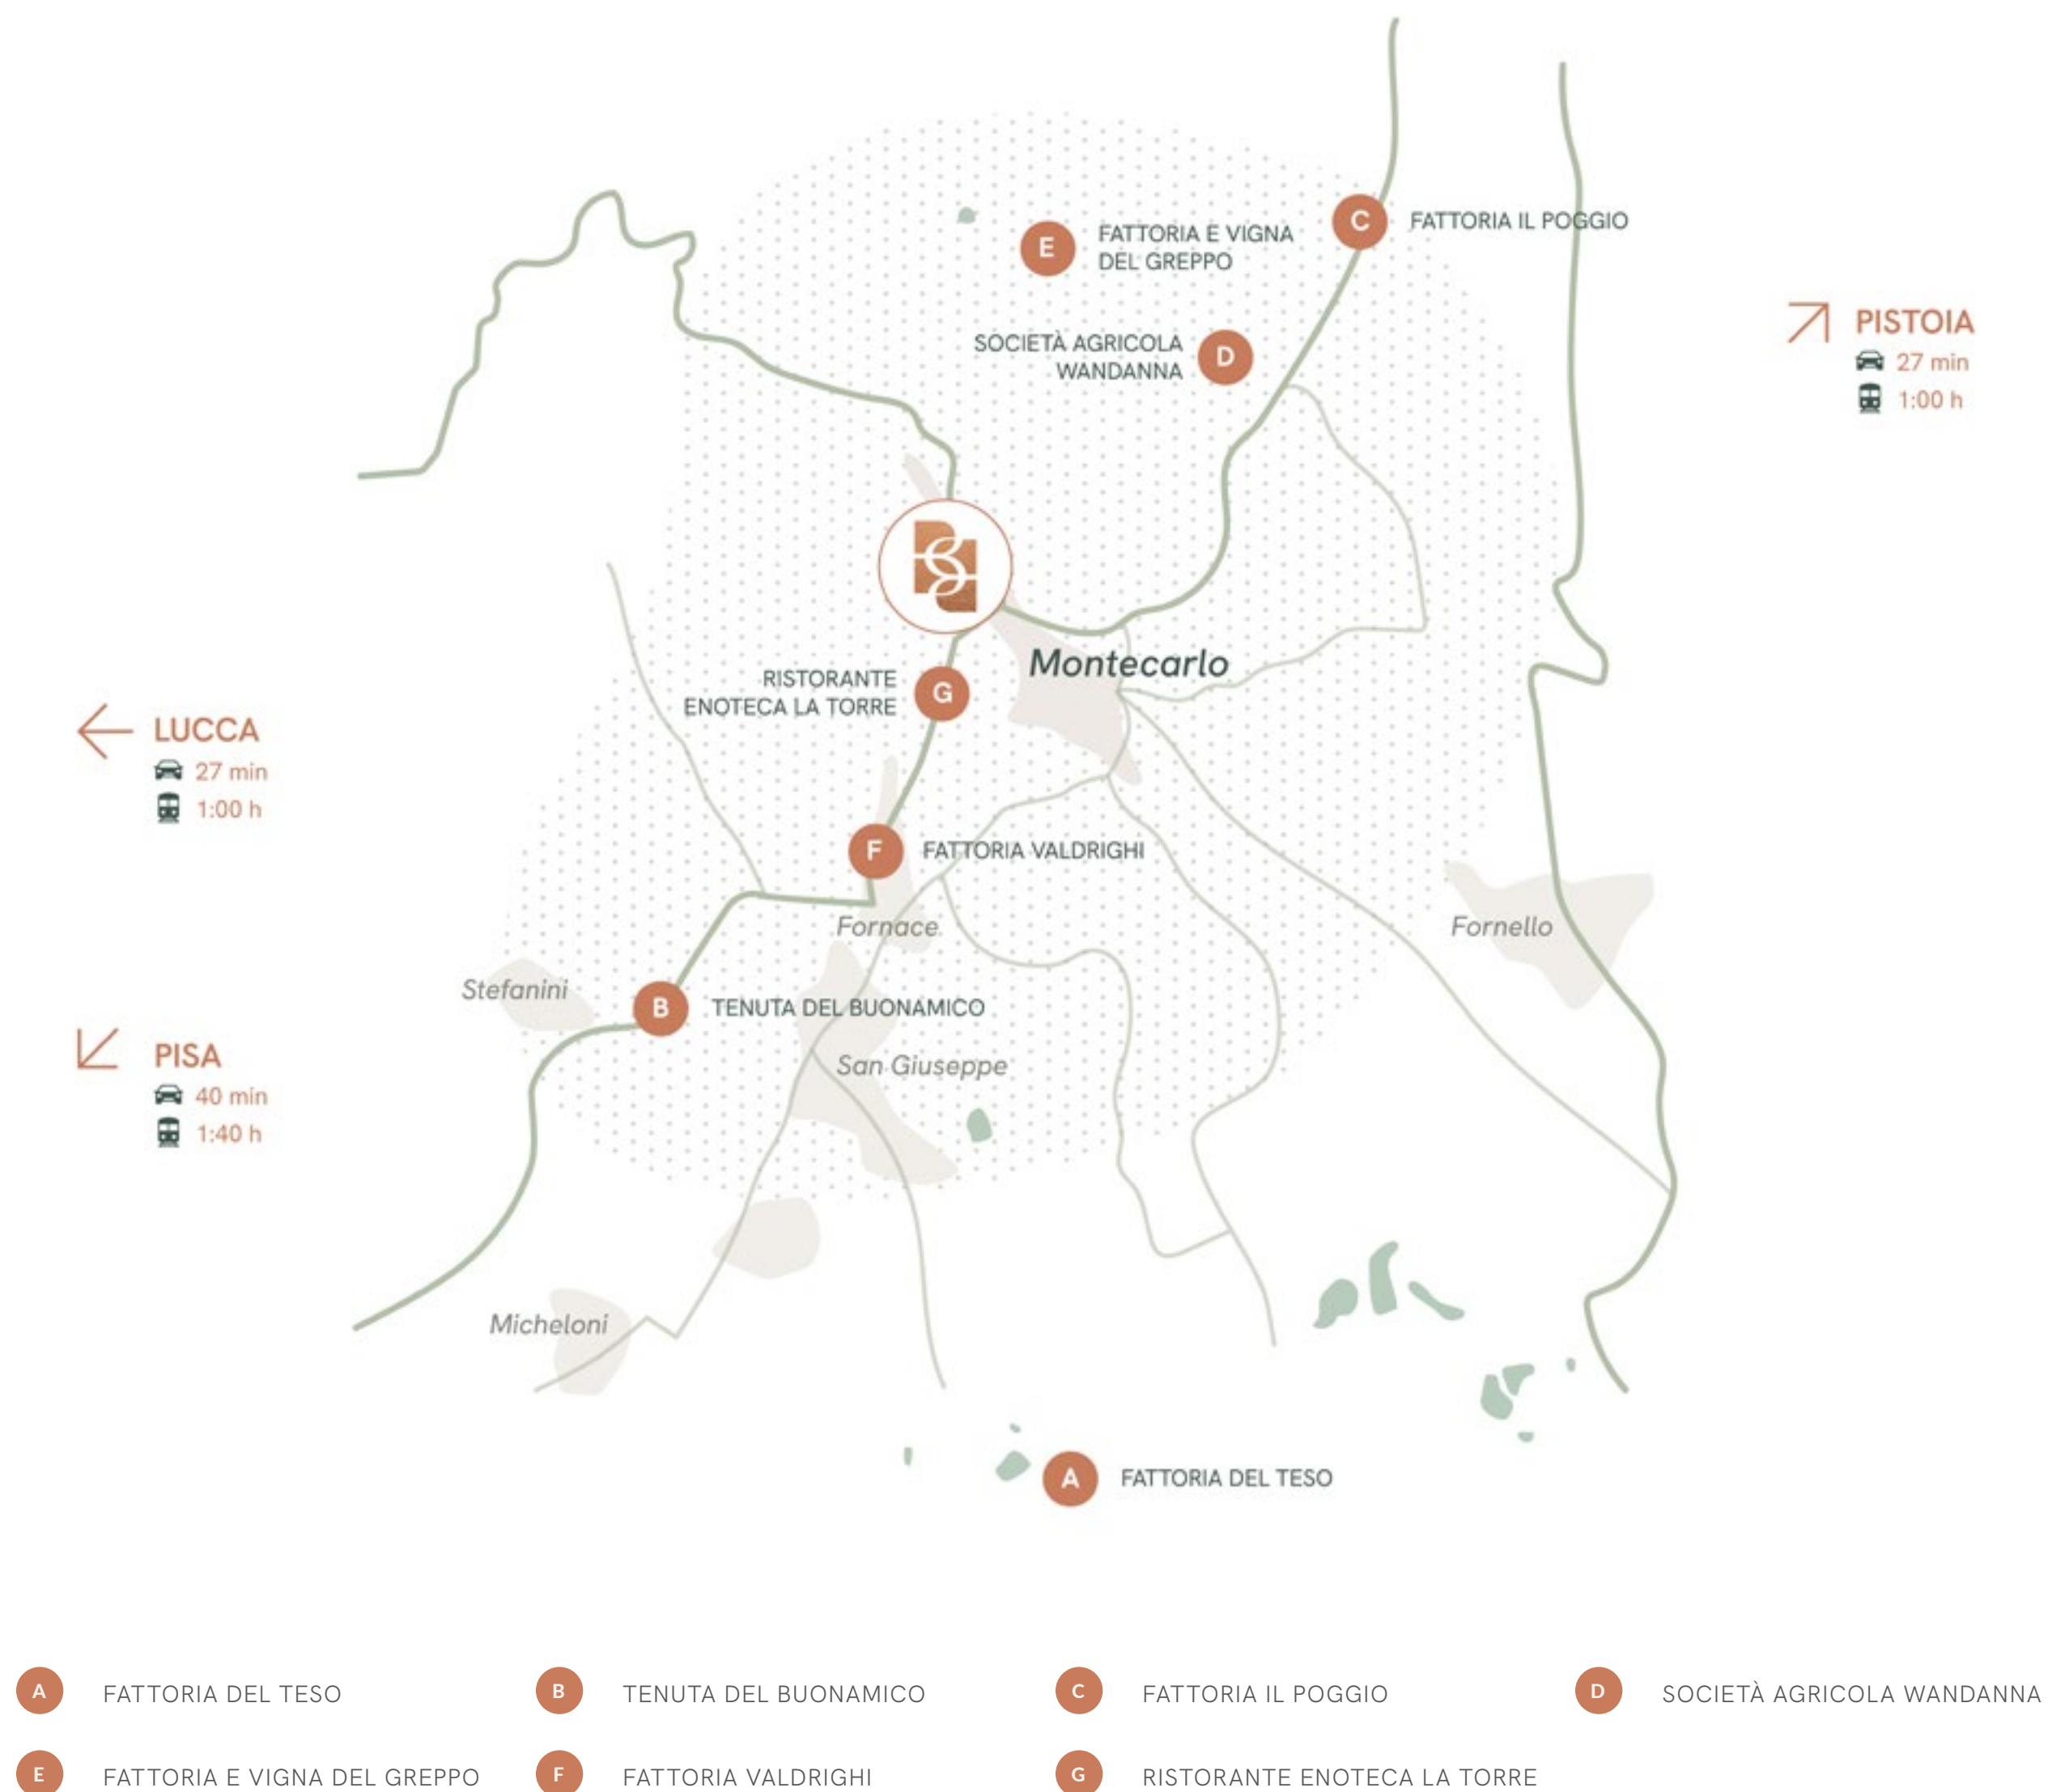 C
FATTORIA IL POGGIO
E
FATTORIA E VIGNA
DEL GREPPO
SOCIETÀ AGRICOLA
WANDANNA
D
PISTOIA
27 min
1:00 h
Montecarlo
RISTORANTE
ENOTECA LA TORRE
G
LUCCA
27 min
1:00 h
F
FATTORIA VALDRIGHI
Fornace
Fornello
Stefanini
B
TENUTA DEL BUONAMICO
PISA
40 min
1:40 h
San Giuseppe
Micheloni
A
FATTORIA DEL TESO
A FATTORIA DEL TESO
B TENUTA DEL BUONAMICO
C FATTORIA IL POGGIO
D SOCIETÀ AGRICOLA WANDANNA
E FATTORIA E VIGNA DEL GREPPO
F FATTORIA VALDRIGHI
G RISTORANTE ENOTECA LA TORRE